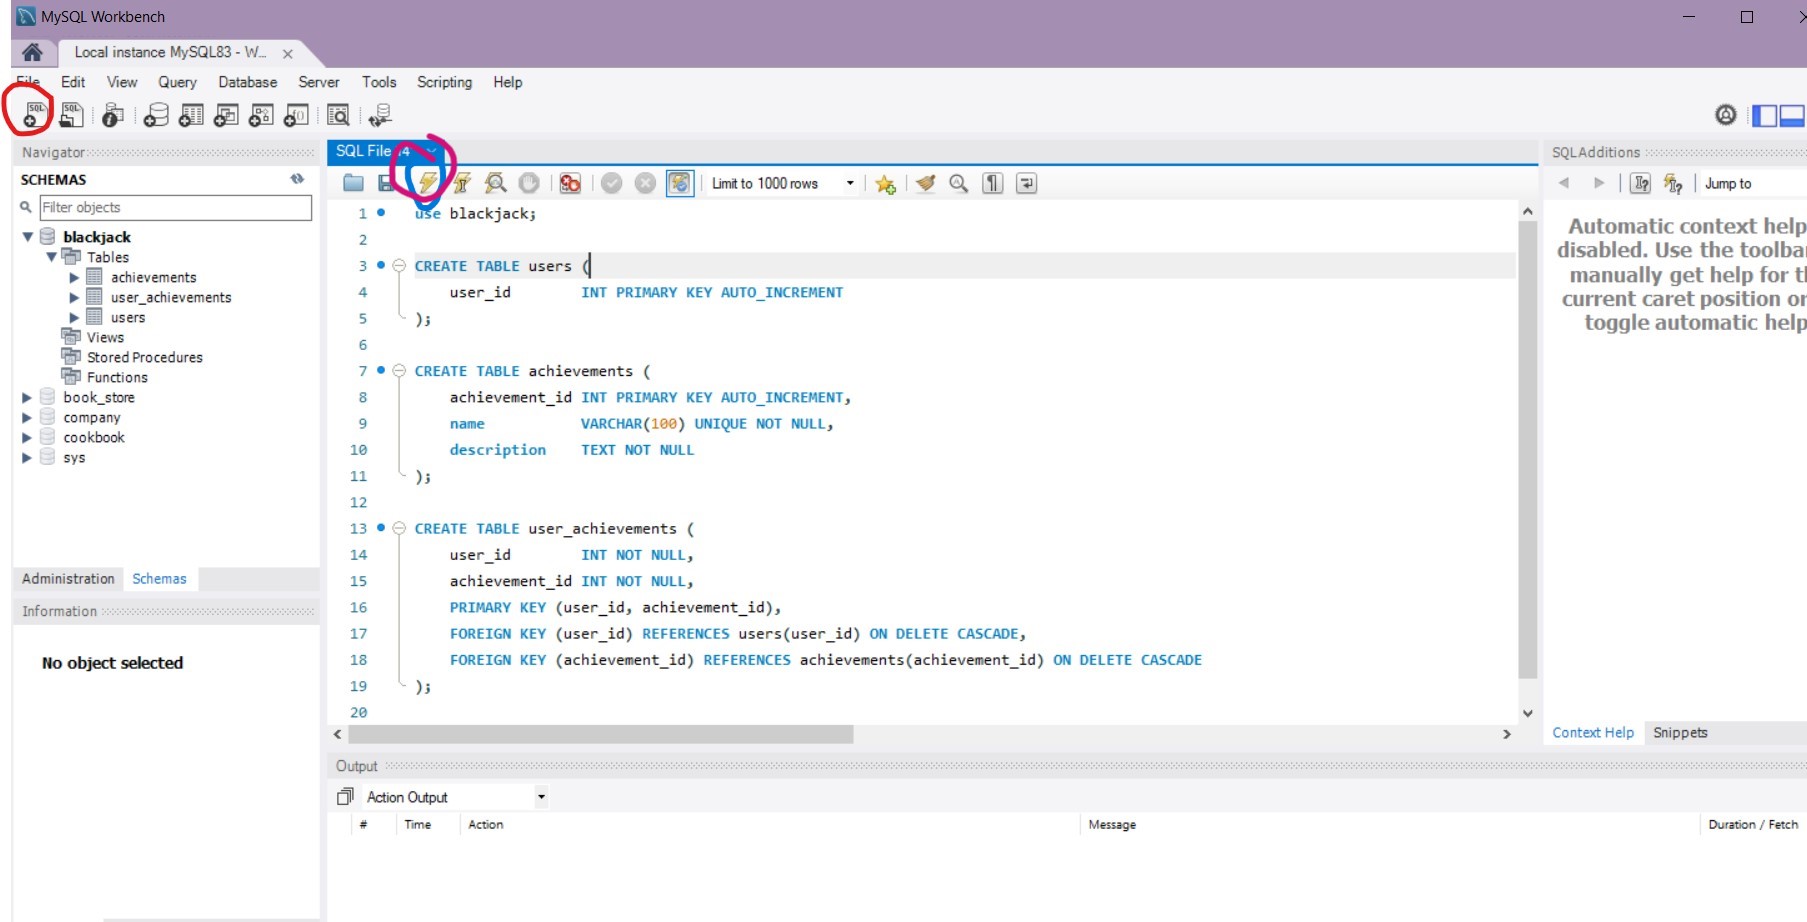 MySQL Workbench
Local instance MySQL83 - W...
File Edit View Query Database Server Tools Scripting Help
Navigator
SCHEMAS
Filter objects
blackjack
Tables
achievements
user_achievements
users
Views
Stored Procedures
Functions
book_store
company
cookbook
sys
Administration Schemas
Information
No object selected
SQL File 4
Limit to 1000 rows
1 use blackjack;
2
3 CREATE TABLE users (
4 user_id INT PRIMARY KEY AUTO_INCREMENT
5 );
6
7 CREATE TABLE achievements (
8 achievement_id INT PRIMARY KEY AUTO_INCREMENT,
9 name VARCHAR(100) UNIQUE NOT NULL,
10 description TEXT NOT NULL
11 );
12
13 CREATE TABLE user_achievements (
14 user_id INT NOT NULL,
15 achievement_id INT NOT NULL,
16 PRIMARY KEY (user_id, achievement_id),
17 FOREIGN KEY (user_id) REFERENCES users(user_id) ON DELETE CASCADE,
18 FOREIGN KEY (achievement_id) REFERENCES achievements(achievement_id) ON DELETE CASCADE
19 );
20
SQLAdditions
Jump to
Automatic context help
disabled. Use the toolba
manually get help for t
current caret position o
toggle automatic help
Context Help Snippets
Output
Action Output
# Time Action Message Duration / Fetch